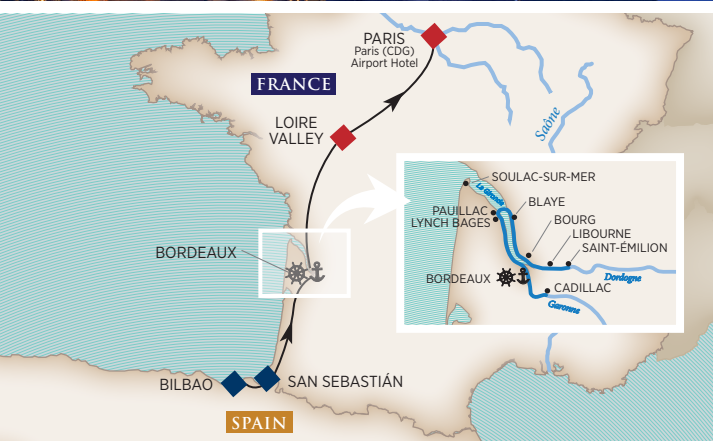 PARIS
Paris (CDG)
Airport Hotel
FRANCE
LOIRE
VALLEY
Saône
SOULAC-SUR-MER
La Gironde
PAUILLAC
LYNCH BAGES
BLAYE
BOURG
LIBOURNE
SAINT-ÉMILION
BORDEAUX
BORDEAUX
Dordogne
CADILLAC
Garonne
BILBAO
SAN SEBASTIÁN
SPAIN